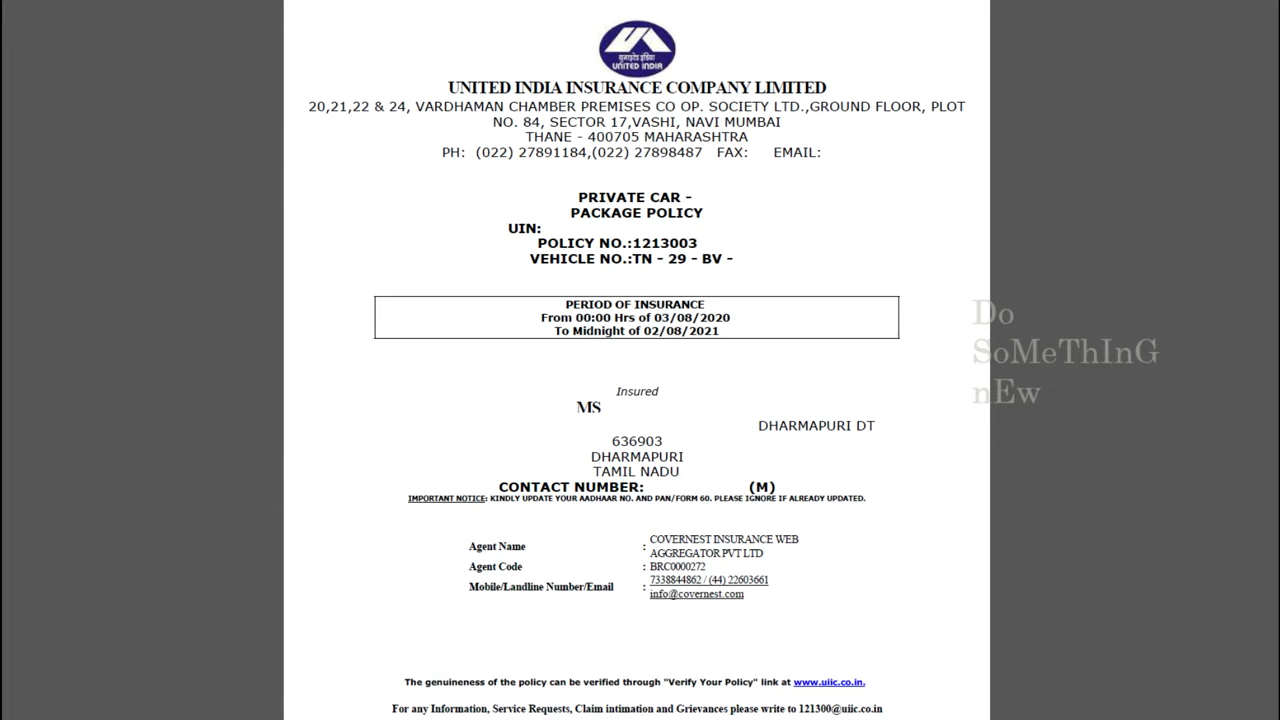 यूनाइटेड इंडिया
UNITED INDIA
UNITED INDIA INSURANCE COMPANY LIMITED
20,21,22 & 24, VARDHAMAN CHAMBER PREMISES CO OP. SOCIETY LTD.,GROUND FLOOR, PLOT
NO. 84, SECTOR 17,VASHI, NAVI MUMBAI
THANE - 400705 MAHARASHTRA
PH: (022) 27891184,(022) 27898487 FAX: EMAIL:
PRIVATE CAR -
PACKAGE POLICY
UIN:
POLICY NO.:1213003
VEHICLE NO.:TN - 29 - BV -
PERIOD OF INSURANCE
From 00:00 Hrs of 03/08/2020
To Midnight of 02/08/2021
Do
SoMeThInG
nEw
Insured
MS
DHARMAPURI DT
636903
DHARMAPURI
TAMIL NADU
CONTACT NUMBER: (M)
IMPORTANT NOTICE: KINDLY UPDATE YOUR AADHAAR NO. AND PAN/FORM 60. PLEASE IGNORE IF ALREADY UPDATED.
Agent Name : COVERNEST INSURANCE WEB
AGGREGATOR PVT LTD
Agent Code : BRC0000272
Mobile/Landline Number/Email : 7338844862 / (44) 22603661
info@covernest.com
The genuineness of the policy can be verified through "Verify Your Policy" link at www.uiic.co.in.
For any Information, Service Requests, Claim intimation and Grievances please write to 121300@uiic.co.in